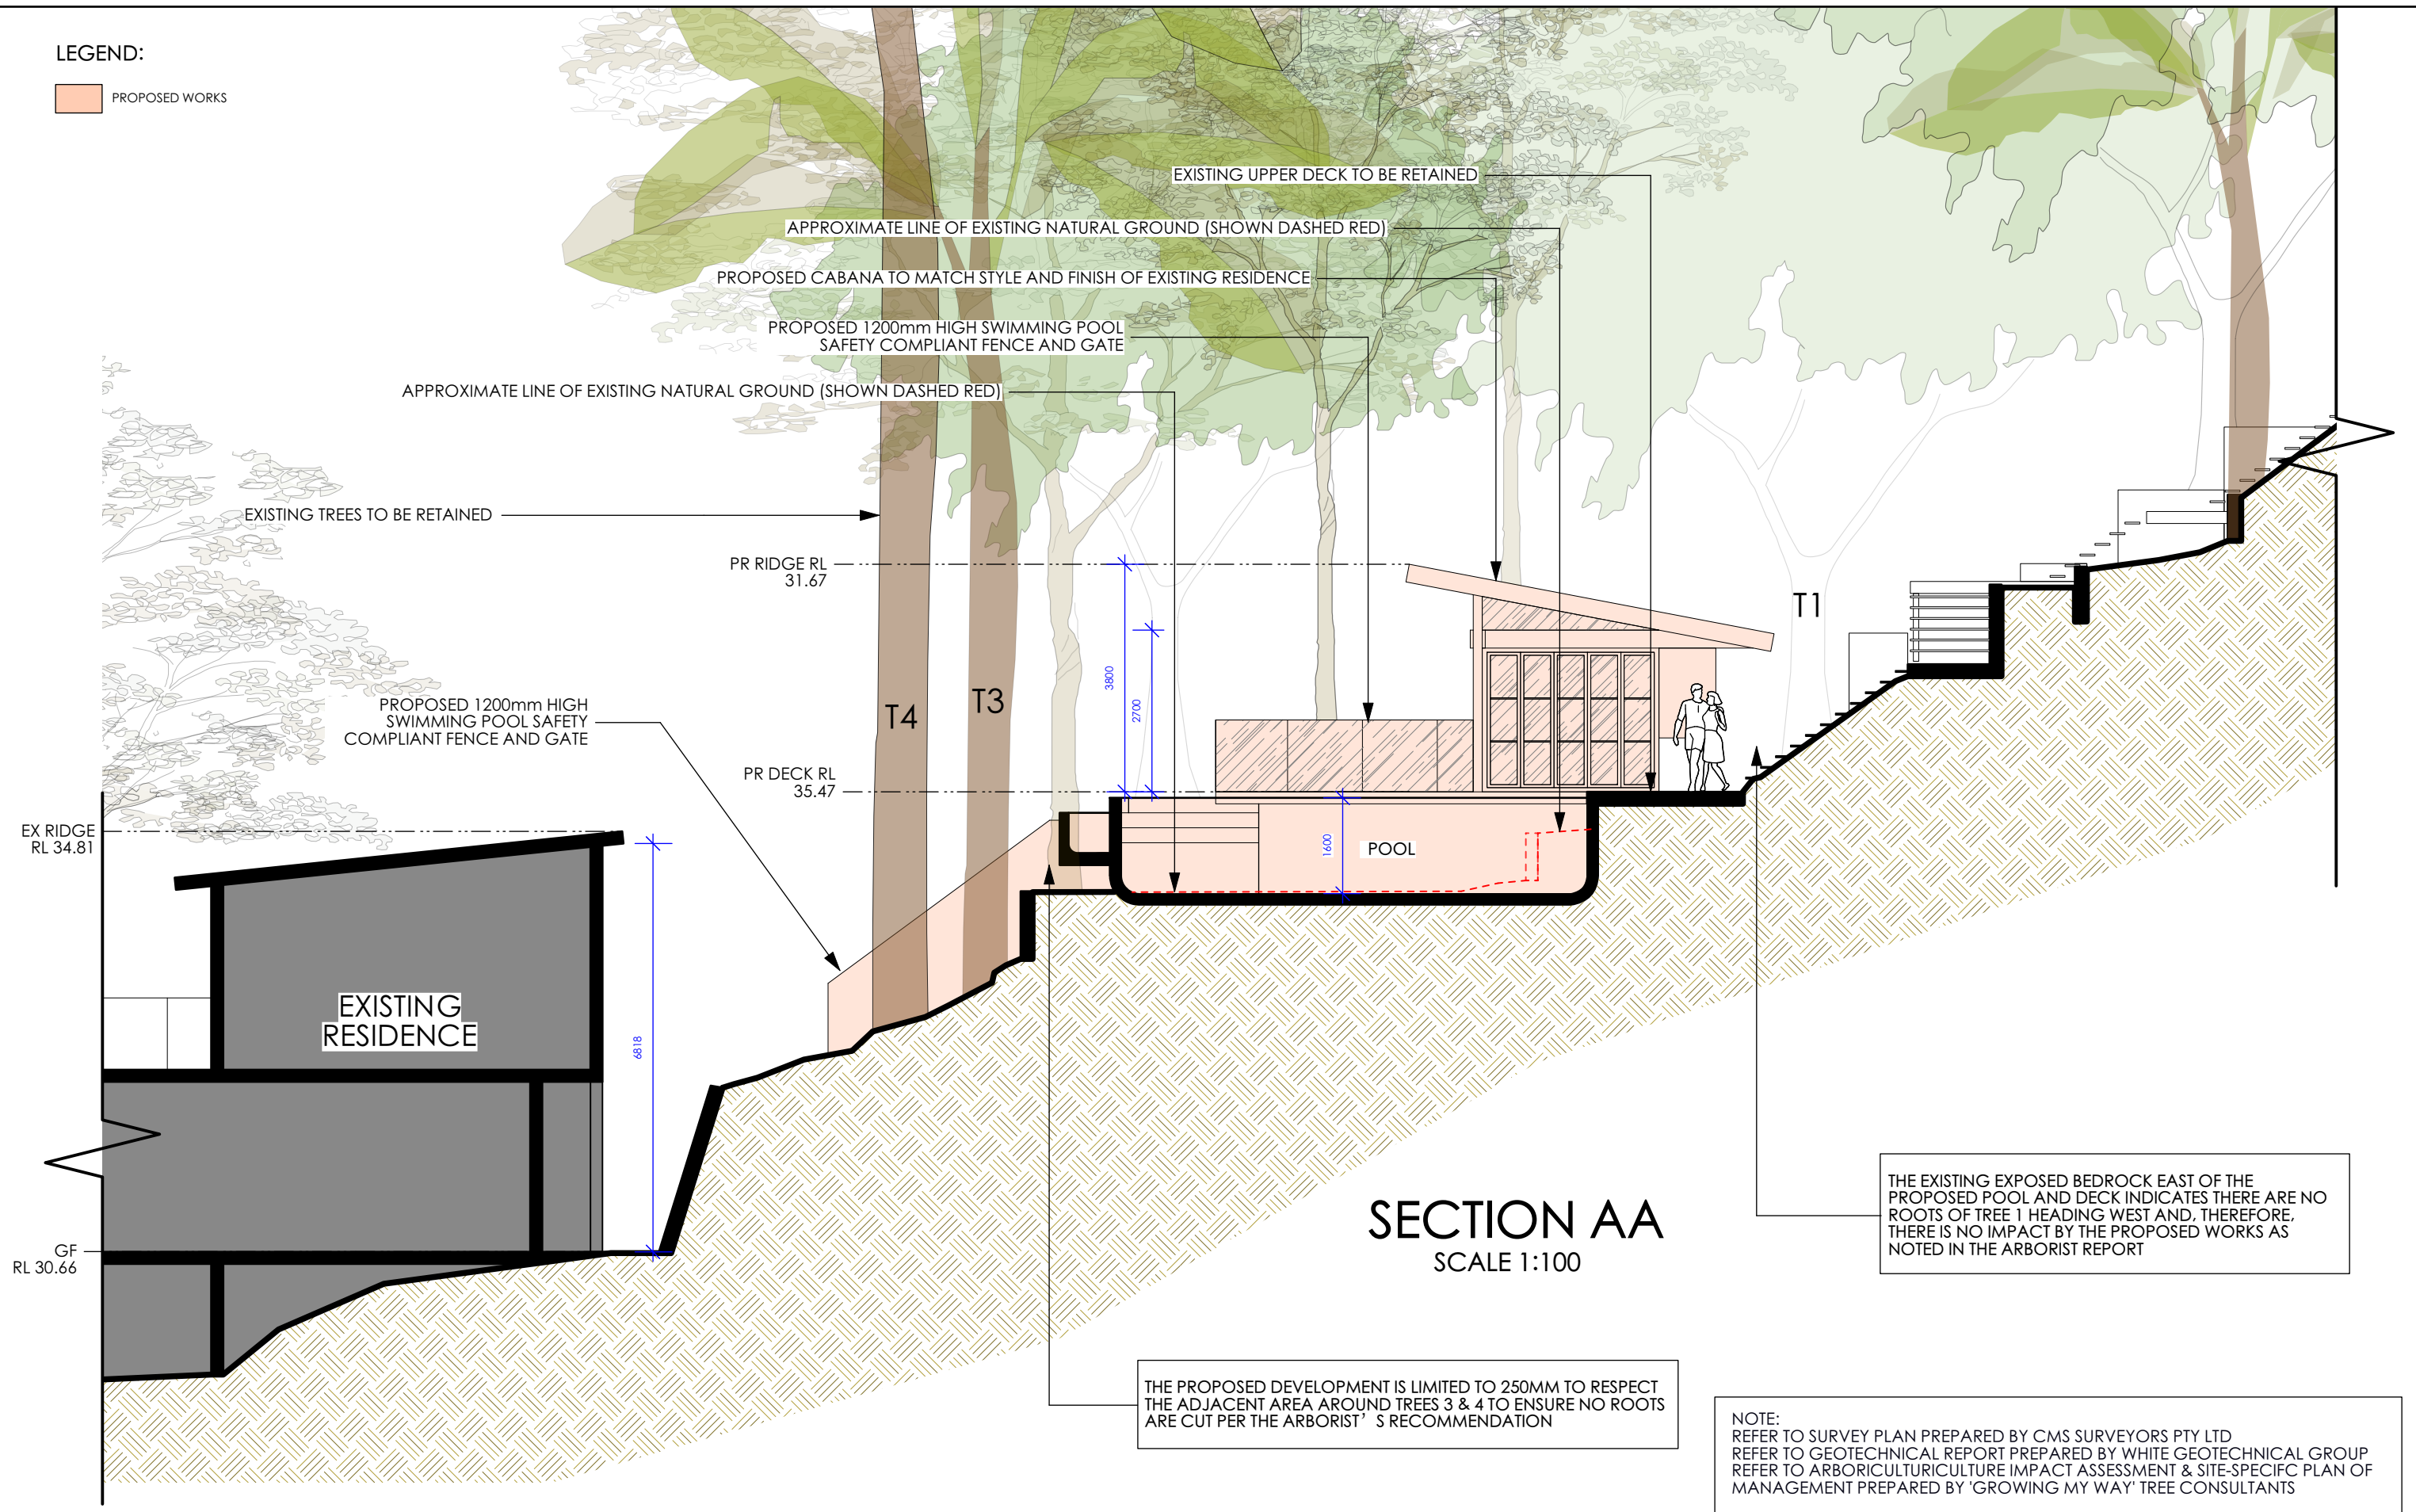 LEGEND:
PROPOSED WORKS
EXISTING UPPER DECK TO BE RETAINED
APPROXIMATE LINE OF EXISTING NATURAL GROUND (SHOWN DASHED RED)
PROPOSED CABANA TO MATCH STYLE AND FINISH OF EXISTING RESIDENCE
PROPOSED 1200mm HIGH SWIMMING POOL
SAFETY COMPLIANT FENCE AND GATE
APPROXIMATE LINE OF EXISTING NATURAL GROUND (SHOWN DASHED RED)
EXISTING TREES TO BE RETAINED
PR RIDGE RL
31.67
T1
3800
2700
T4
T3
PROPOSED 1200mm HIGH
SWIMMING POOL SAFETY
COMPLIANT FENCE AND GATE
PR DECK RL
35.47
EX RIDGE
RL 34.81
1600
POOL
EXISTING
RESIDENCE
6818
GF
RL 30.66
SECTION AA
SCALE 1:100
THE EXISTING EXPOSED BEDROCK EAST OF THE
PROPOSED POOL AND DECK INDICATES THERE ARE NO
ROOTS OF TREE 1 HEADING WEST AND, THEREFORE,
THERE IS NO IMPACT BY THE PROPOSED WORKS AS
NOTED IN THE ARBORIST REPORT
THE PROPOSED DEVELOPMENT IS LIMITED TO 250MM TO RESPECT
THE ADJACENT AREA AROUND TREES 3 & 4 TO ENSURE NO ROOTS
ARE CUT PER THE ARBORIST’ S RECOMMENDATION
NOTE:
REFER TO SURVEY PLAN PREPARED BY CMS SURVEYORS PTY LTD
REFER TO GEOTECHNICAL REPORT PREPARED BY WHITE GEOTECHNICAL GROUP
REFER TO ARBORICULTURICULTURE IMPACT ASSESSMENT & SITE-SPECIFC PLAN OF
MANAGEMENT PREPARED BY 'GROWING MY WAY' TREE CONSULTANTS